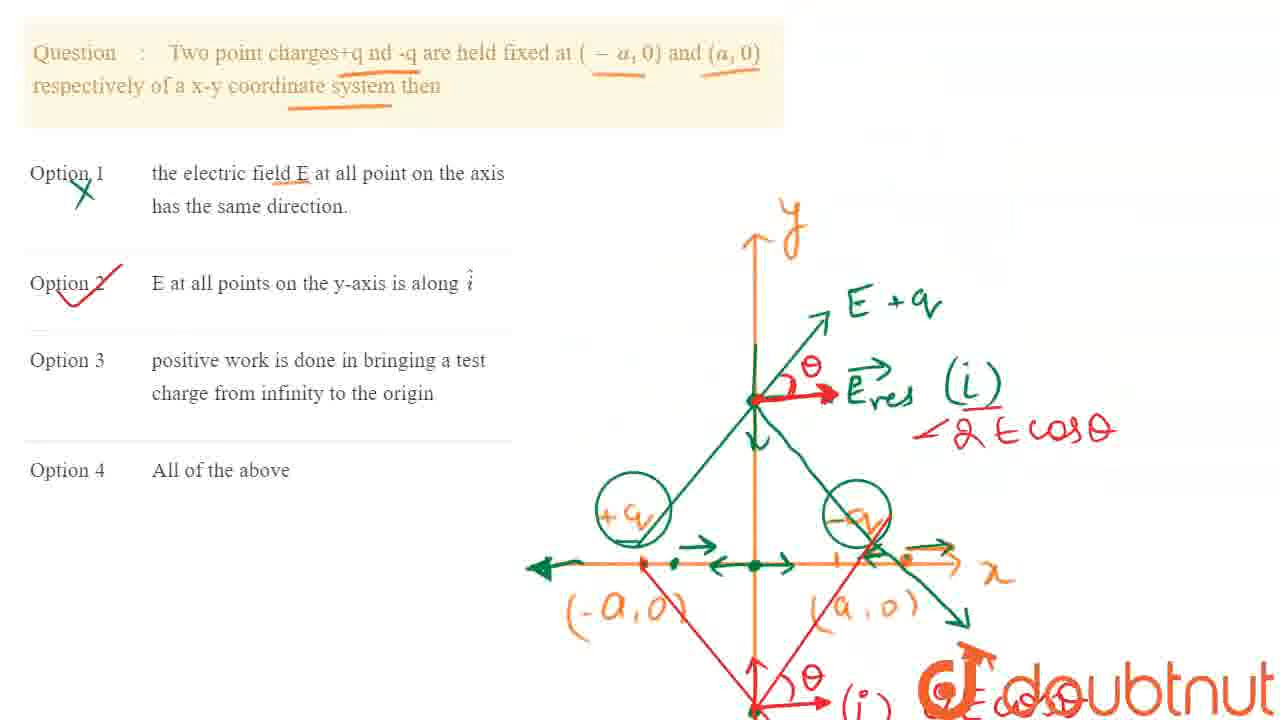 Question : Two point charges+q nd -q are held fixed at ( − a, 0) and (a, 0)
respectively of a x-y coordinate system then
Option 1 the electric field E at all point on the axis
has the same direction.
Option 2 E at all points on the y-axis is along î
Option 3 positive work is done in bringing a test
charge from infinity to the origin
Option 4 All of the above
y
E +q
θ
E⃗res (i)
2 E cosθ
+q
-q
x
(-a, 0)
(a, 0)
θ
(i) 2 E cosθ
doubtnut